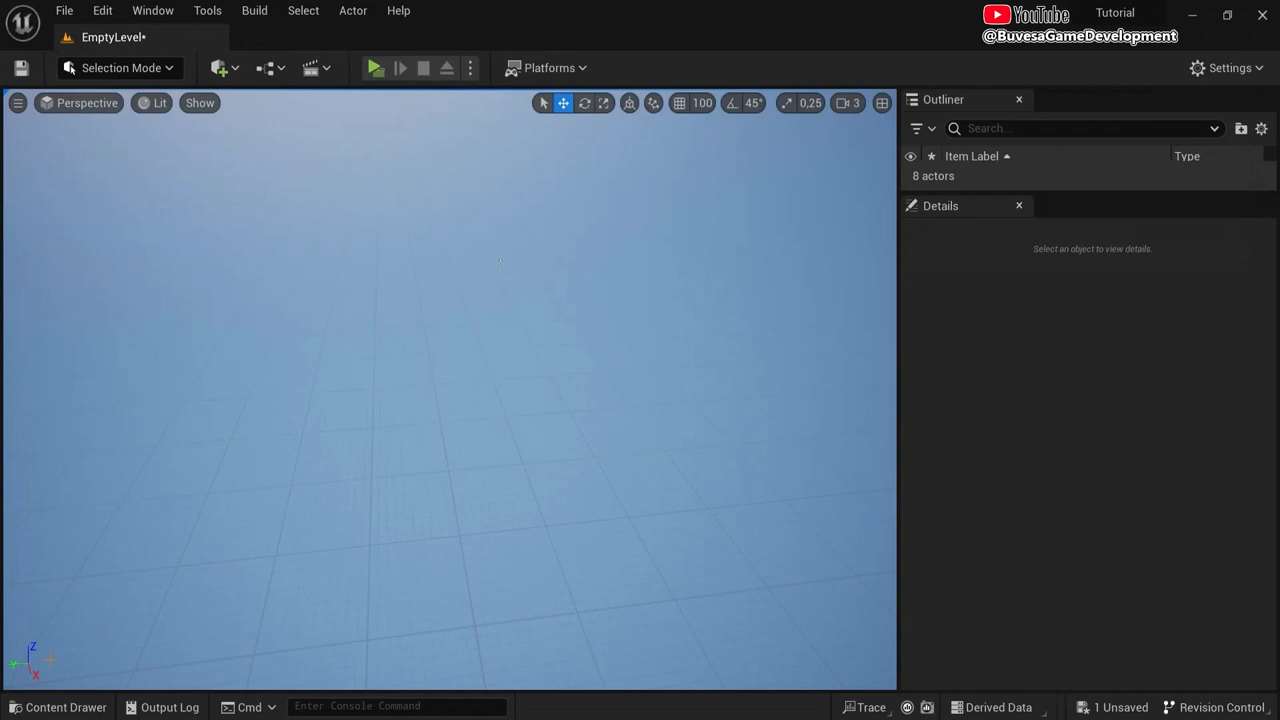 File Edit Window Tools Build Select Actor Help
YouTube Tutorial
@BuvesaGameDevelopment
EmptyLevel*
Selection Mode Platforms Settings
Perspective Lit Show 100 45° 0,25 3
Outliner
Search...
Item Label Type
8 actors
Details
Select an object to view details.
Z
Y
X
Content Drawer Output Log Cmd Enter Console Command Trace Derived Data 1 Unsaved Revision Control